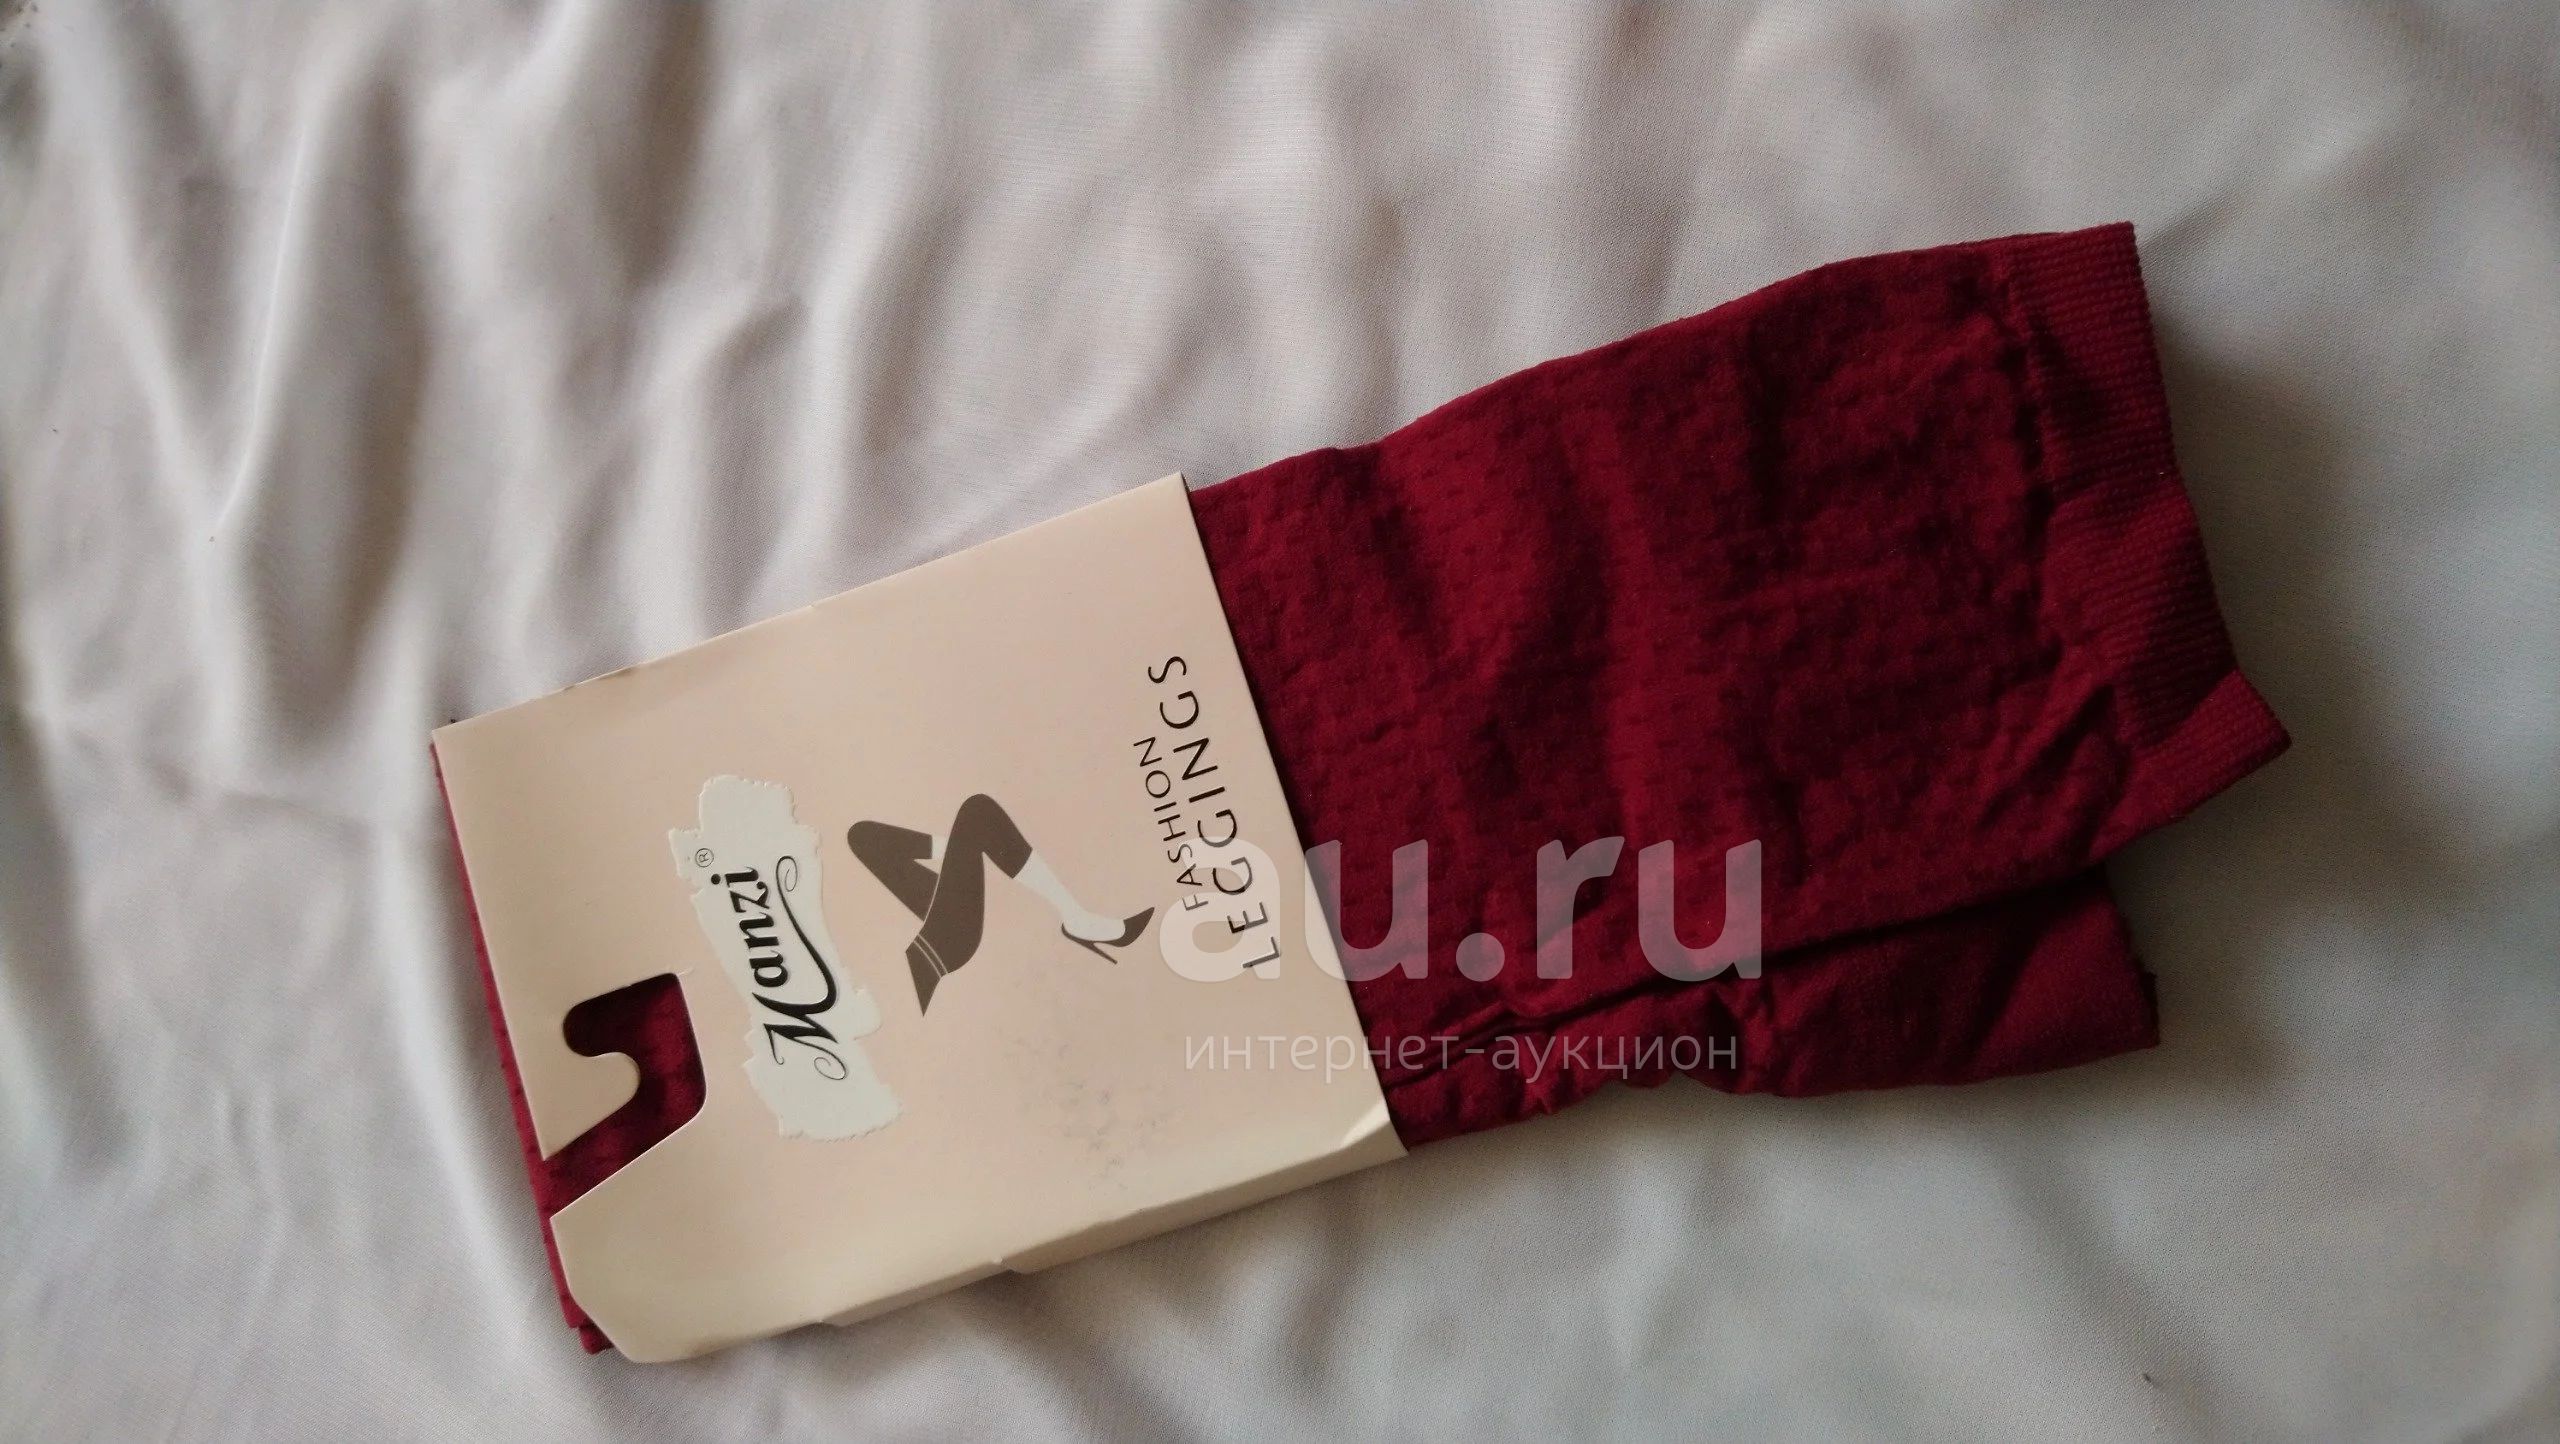 Manzi®
FASHION
LEGGINGS
au.ru
интернет-аукцион